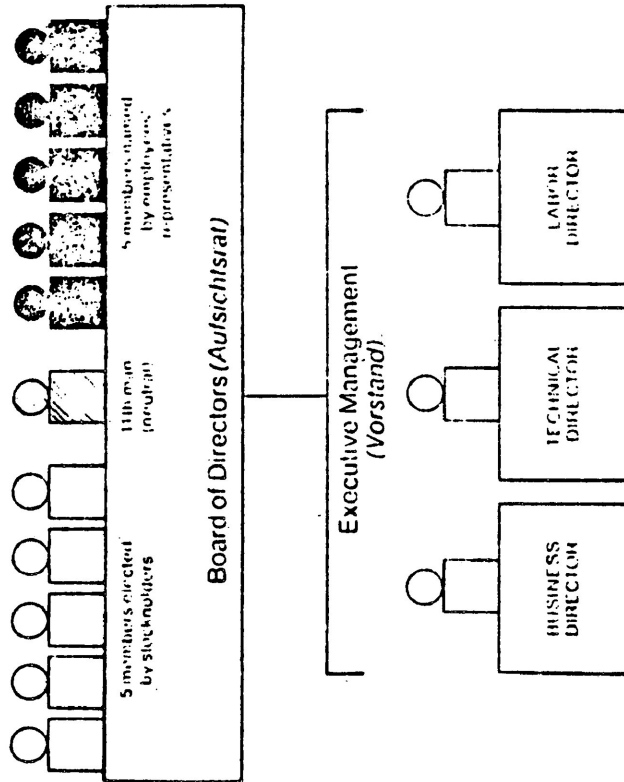 5 members elected
by stockholders
11th man
(neutral)
5 members named
by employees'
representatives
Board of Directors (Aufsichtsrat)
Executive Management
(Vorstand)
BUSINESS
DIRECTOR
TECHNICAL
DIRECTOR
LABOR
DIRECTOR